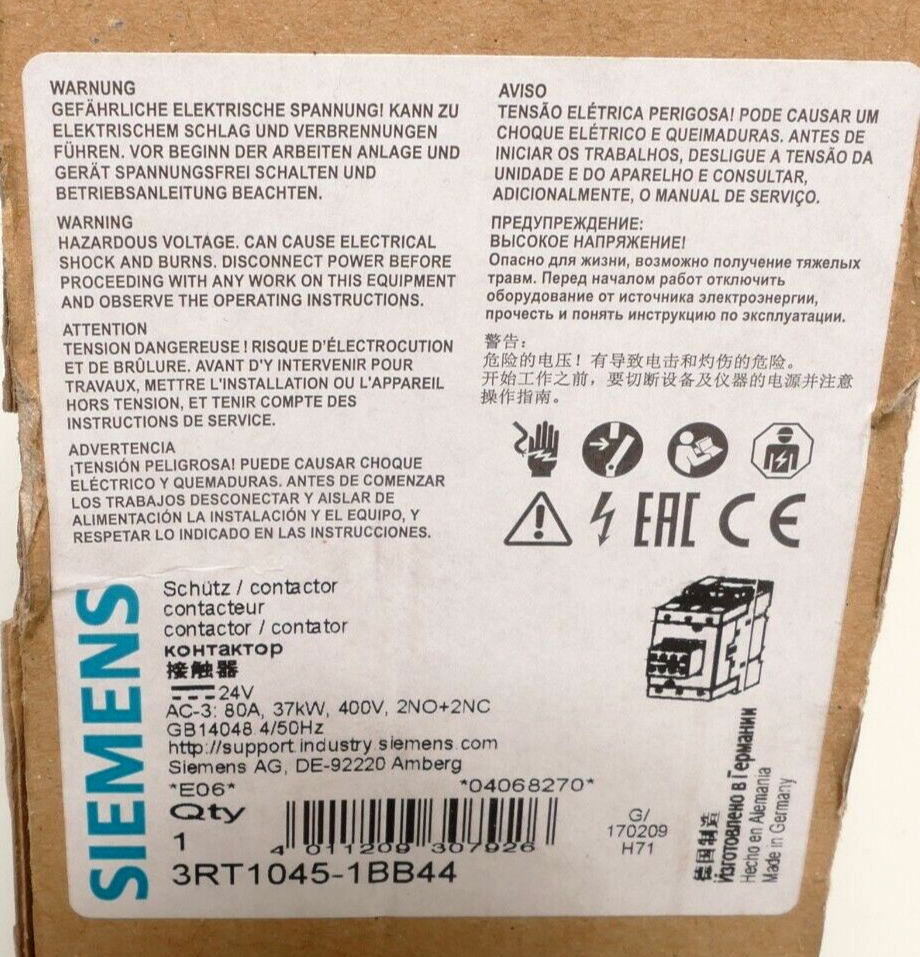 WARNUNG
GEFÄHRLICHE ELEKTRISCHE SPANNUNG! KANN ZU
ELEKTRISCHEM SCHLAG UND VERBRENNUNGEN
FÜHREN. VOR BEGINN DER ARBEITEN ANLAGE UND
GERÄT SPANNUNGSFREI SCHALTEN UND
BETRIEBSANLEITUNG BEACHTEN.
WARNING
HAZARDOUS VOLTAGE. CAN CAUSE ELECTRICAL
SHOCK AND BURNS. DISCONNECT POWER BEFORE
PROCEEDING WITH ANY WORK ON THIS EQUIPMENT
AND OBSERVE THE OPERATING INSTRUCTIONS.
ATTENTION
TENSION DANGEREUSE ! RISQUE D'ÉLECTROCUTION
ET DE BRÛLURE. AVANT D'Y INTERVENIR POUR
TRAVAUX, METTRE L'INSTALLATION OU L'APPAREIL
HORS TENSION, ET TENIR COMPTE DES
INSTRUCTIONS DE SERVICE.
ADVERTENCIA
¡TENSIÓN PELIGROSA! PUEDE CAUSAR CHOQUE
ELÉCTRICO Y QUEMADURAS. ANTES DE COMENZAR
LOS TRABAJOS DESCONECTAR Y AISLAR DE
ALIMENTACIÓN LA INSTALACIÓN Y EL EQUIPO, Y
RESPETAR LO INDICADO EN LAS INSTRUCCIONES.
AVISO
TENSÃO ELÉTRICA PERIGOSA! PODE CAUSAR UM
CHOQUE ELÉTRICO E QUEIMADURAS. ANTES DE
INICIAR OS TRABALHOS, DESLIGUE A TENSÃO DA
UNIDADE E DO APARELHO E CONSULTAR,
ADICIONALMENTE, O MANUAL DE SERVIÇO.
ПРЕДУПРЕЖДЕНИЕ:
ВЫСОКОЕ НАПРЯЖЕНИЕ!
Опасно для жизни, возможно получение тяжелых
травм. Перед началом работ отключить
оборудование от источника электроэнергии,
прочесть и понять инструкцию по эксплуатации.
警告:
危险的电压! 有导致电击和灼伤的危险。
开始工作之前, 要切断设备及仪器的电源并注意
操作指南。
EAC CE
SIEMENS
Schütz / contactor
contacteur
contactor / contator
контактор
接触器
24V
AC-3: 80A, 37kW, 400V, 2NO+2NC
GB14048.4/50Hz
http://support.industry.siemens.com
Siemens AG, DE-92220 Amberg
*E06* *04068270*
Qty
1
4 011209 307926
3RT1045-1BB44
G/
170209
H71
德国制造
Изготовлено в Германии
Hecho en Alemania
Made in Germany